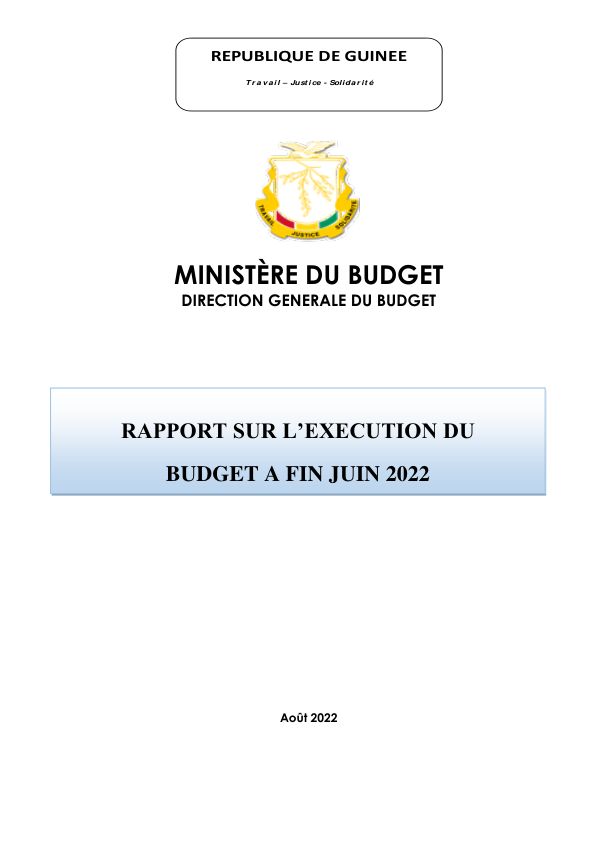 REPUBLIQUE DE GUINEE
Travail – Justice - Solidarité
TRAVAIL
JUSTICE
SOLIDARITÉ
MINISTÈRE DU BUDGET
DIRECTION GENERALE DU BUDGET
RAPPORT SUR L’EXECUTION DU
BUDGET A FIN JUIN 2022
Août 2022